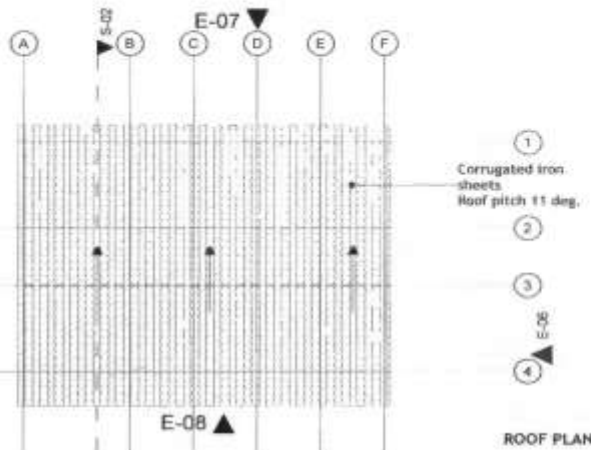 S-02
E-07
A B C D E F
1
Corrugated iron
sheets
Roof pitch 11 deg.
2
3
E-06
4
E-08
ROOF PLAN